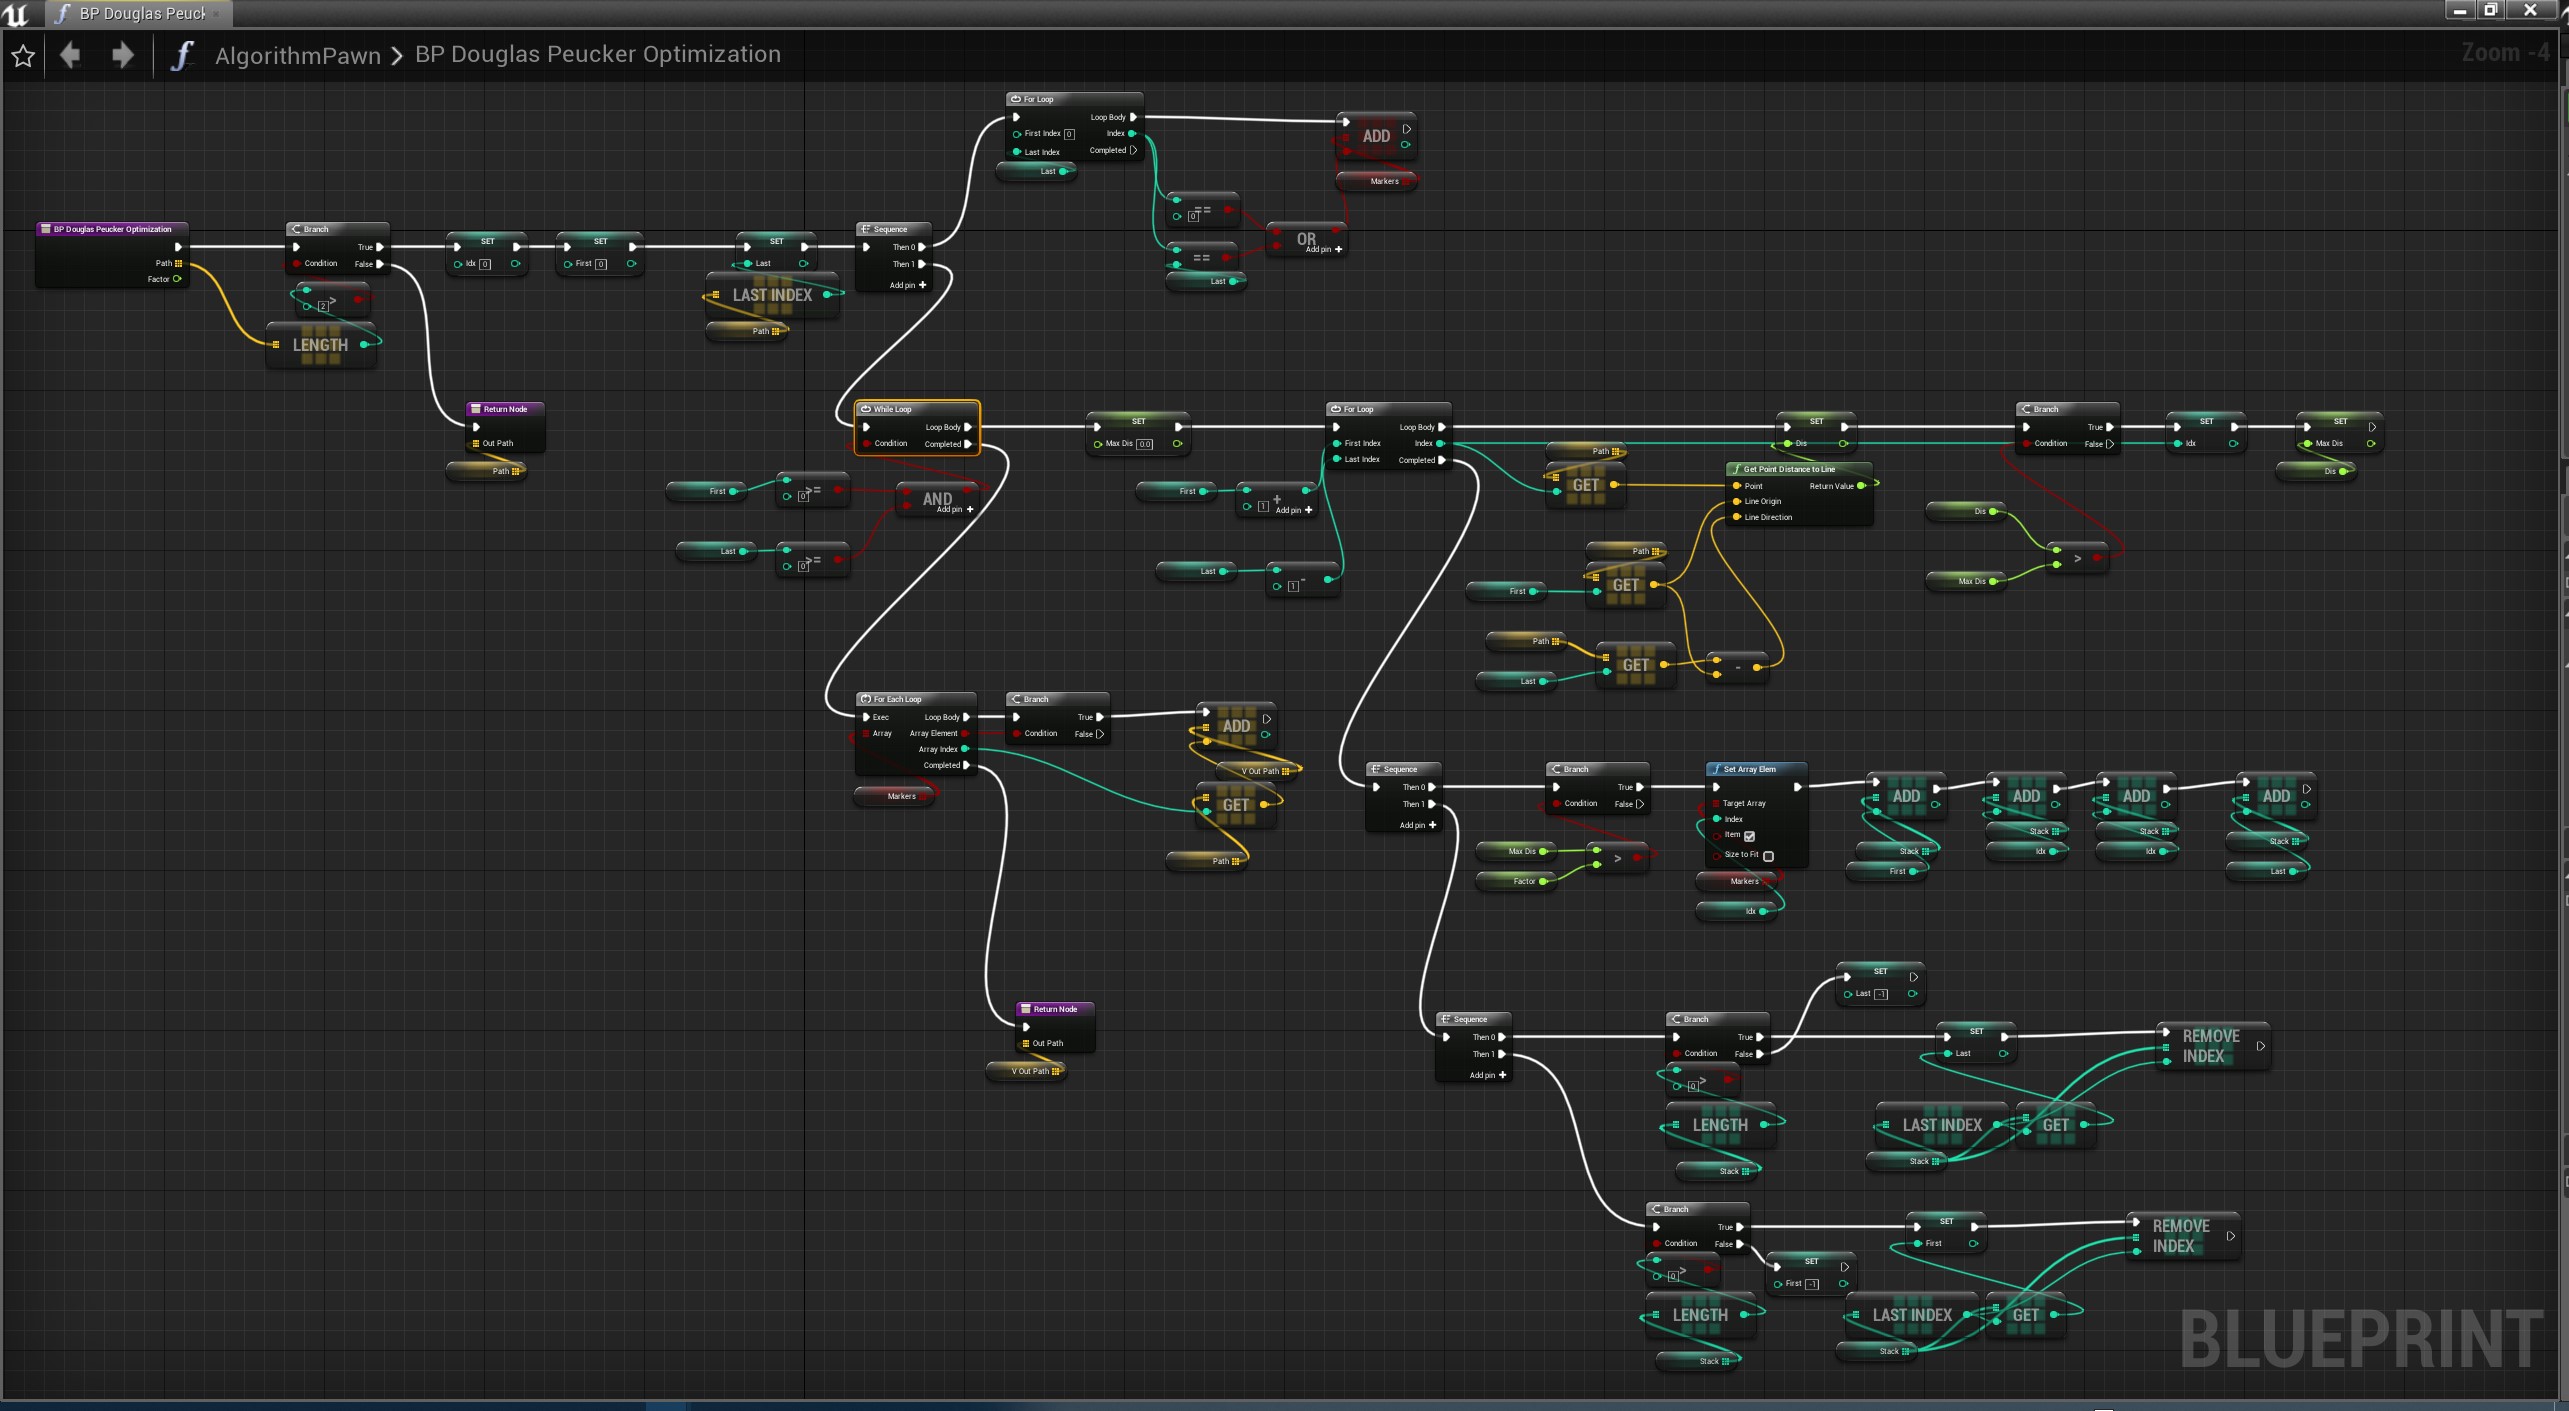 BP Douglas Peuck
AlgorithmPawn > BP Douglas Peucker Optimization
Zoom -4
For Loop
Loop Body
First Index 0
Index
Last Index
Completed
Last
ADD
Markers
==
0
==
Last
OR
Add pin +
BP Douglas Peucker Optimization
Path
Factor
Branch
True
Condition
False
2
>
LENGTH
SET
Idx 0
SET
First 0
SET
Last
LAST INDEX
Path
Sequence
Then 0
Then 1
Add pin +
Return Node
Out Path
Path
While Loop
Loop Body
Condition
Completed
First
0
>=
AND
Add pin +
Last
0
>=
SET
Max Dis 0.0
First
1
+
Add pin +
Last
1
-
For Loop
Loop Body
First Index
Index
Last Index
Completed
Path
GET
SET
Dis
Get Point Distance to Line
Point
Return Value
Line Origin
Line Direction
Path
GET
First
Path
GET
Last
-
Branch
True
Condition
False
Dis
Max Dis
>
SET
Idx
SET
Max Dis
Dis
For Each Loop
Exec
Loop Body
Array
Array Element
Array Index
Completed
Markers
Branch
True
Condition
False
ADD
V Out Path
GET
Path
Return Node
Out Path
V Out Path
Sequence
Then 0
Then 1
Add pin +
Branch
True
Condition
False
Max Dis
Factor
>
Set Array Elem
Target Array
Index
Item
Size to Fit
Markers
Idx
ADD
Stack
First
ADD
Stack
Idx
ADD
Stack
Idx
ADD
Stack
Last
Sequence
Then 0
Then 1
Add pin +
Branch
True
Condition
False
0
>
LENGTH
Stack
SET
Last -1
SET
Last
LAST INDEX
GET
Stack
REMOVE
INDEX
Branch
True
Condition
False
0
>
LENGTH
Stack
SET
First -1
SET
First
LAST INDEX
GET
Stack
REMOVE
INDEX
BLUEPRINT